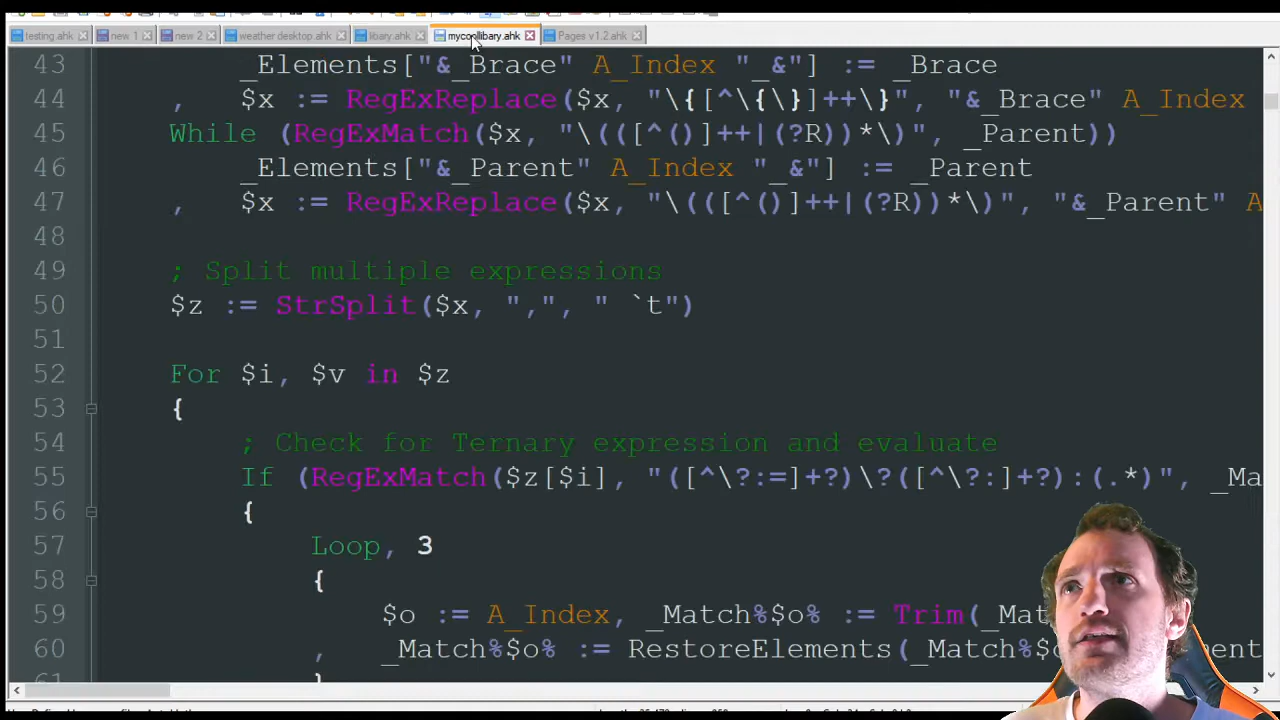 testing.ahk new 1 new 2 weather desktop.ahk libary.ahk mycoollibary.ahk Pages v1.2.ahk
43 _Elements["&_Brace" A_Index "_&"] := _Brace
44 , $x := RegExReplace($x, "\{[^\{\}]++\}", "&_Brace" A_Index
45 While (RegExMatch($x, "\(([^()]++|(?R))*\)", _Parent))
46 _Elements["&_Parent" A_Index "_&"] := _Parent
47 , $x := RegExReplace($x, "\(([^()]++|(?R))*\)", "&_Parent" A
48
49 ; Split multiple expressions
50 $z := StrSplit($x, ",", " `t")
51
52 For $i, $v in $z
53 {
54 ; Check for Ternary expression and evaluate
55 If (RegExMatch($z[$i], "([^\?:=]+?)\?([^\?:]+?):(.*)", _Ma
56 {
57 Loop, 3
58 {
59 $o := A_Index, _Match%$o% := Trim(_Mat
60 , _Match%$o% := RestoreElements(_Match%$o